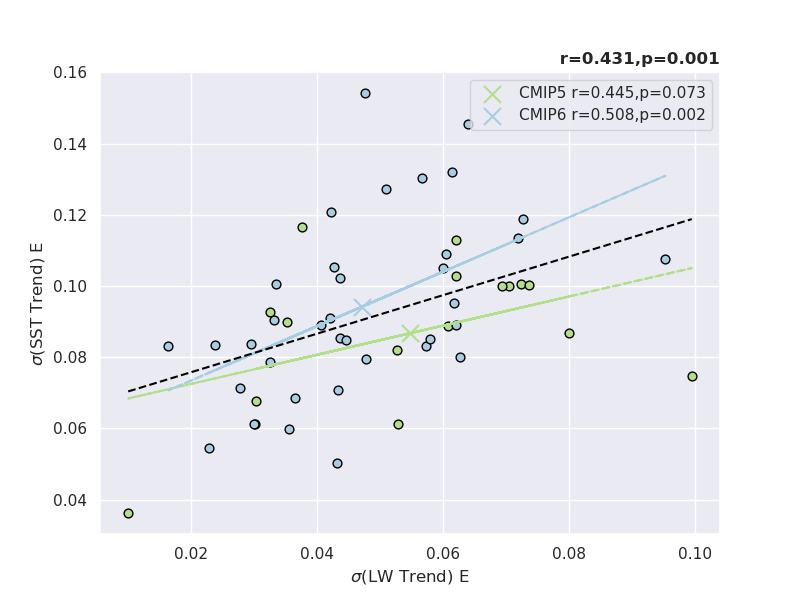 r=0.431,p=0.001
CMIP5 r=0.445,p=0.073
CMIP6 r=0.508,p=0.002
0.16
0.14
0.12
0.10
0.08
0.06
0.04
σ(SST Trend) E
0.02 0.04 0.06 0.08 0.10
σ(LW Trend) E